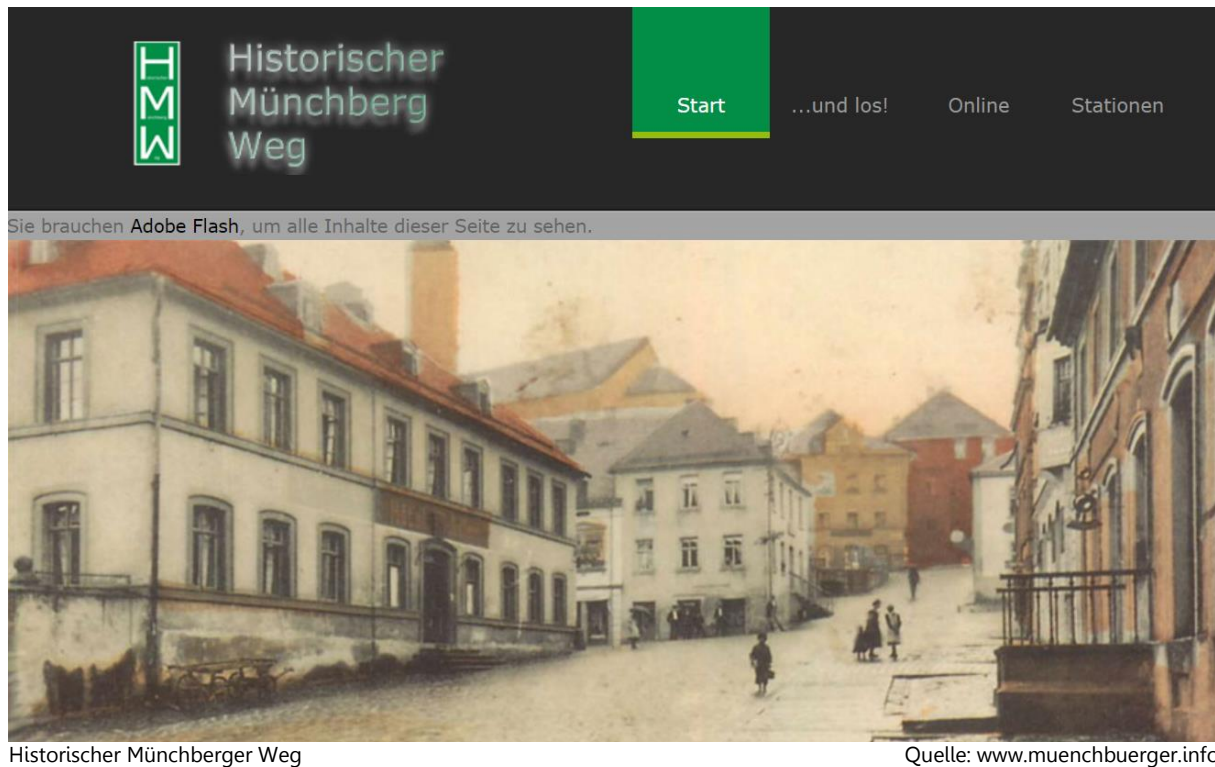 HMW
Historischer
Münchberg
Weg
Start
...und los!
Online
Stationen
Sie brauchen Adobe Flash, um alle Inhalte dieser Seite zu sehen.
Historischer Münchberger Weg
Quelle: www.muenchbuerger.info